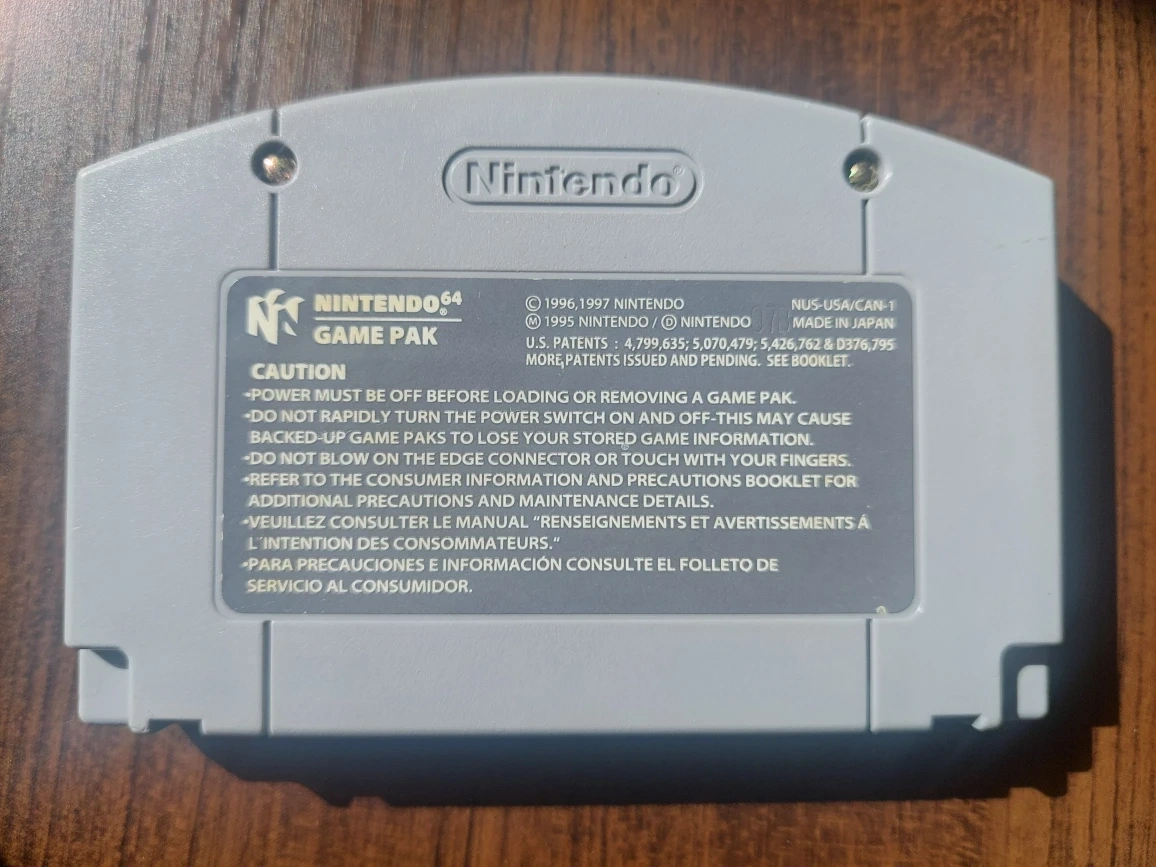 Nintendo®
NINTENDO64®
GAME PAK
© 1996,1997 NINTENDO
Ⓜ 1995 NINTENDO / Ⓓ NINTENDO
NUS-USA/CAN-1
MADE IN JAPAN
U.S. PATENTS : 4,799,635; 5,070,479; 5,426,762 & D376,795
MORE PATENTS ISSUED AND PENDING. SEE BOOKLET.
CAUTION
•POWER MUST BE OFF BEFORE LOADING OR REMOVING A GAME PAK.
•DO NOT RAPIDLY TURN THE POWER SWITCH ON AND OFF-THIS MAY CAUSE
BACKED-UP GAME PAKS TO LOSE YOUR STORED GAME INFORMATION.
•DO NOT BLOW ON THE EDGE CONNECTOR OR TOUCH WITH YOUR FINGERS.
•REFER TO THE CONSUMER INFORMATION AND PRECAUTIONS BOOKLET FOR
ADDITIONAL PRECAUTIONS AND MAINTENANCE DETAILS.
•VEUILLEZ CONSULTER LE MANUAL “RENSEIGNEMENTS ET AVERTISSEMENTS Á
L'INTENTION DES CONSOMMATEURS.“
•PARA PRECAUCIONES E INFORMACIÓN CONSULTE EL FOLLETO DE
SERVICIO AL CONSUMIDOR.